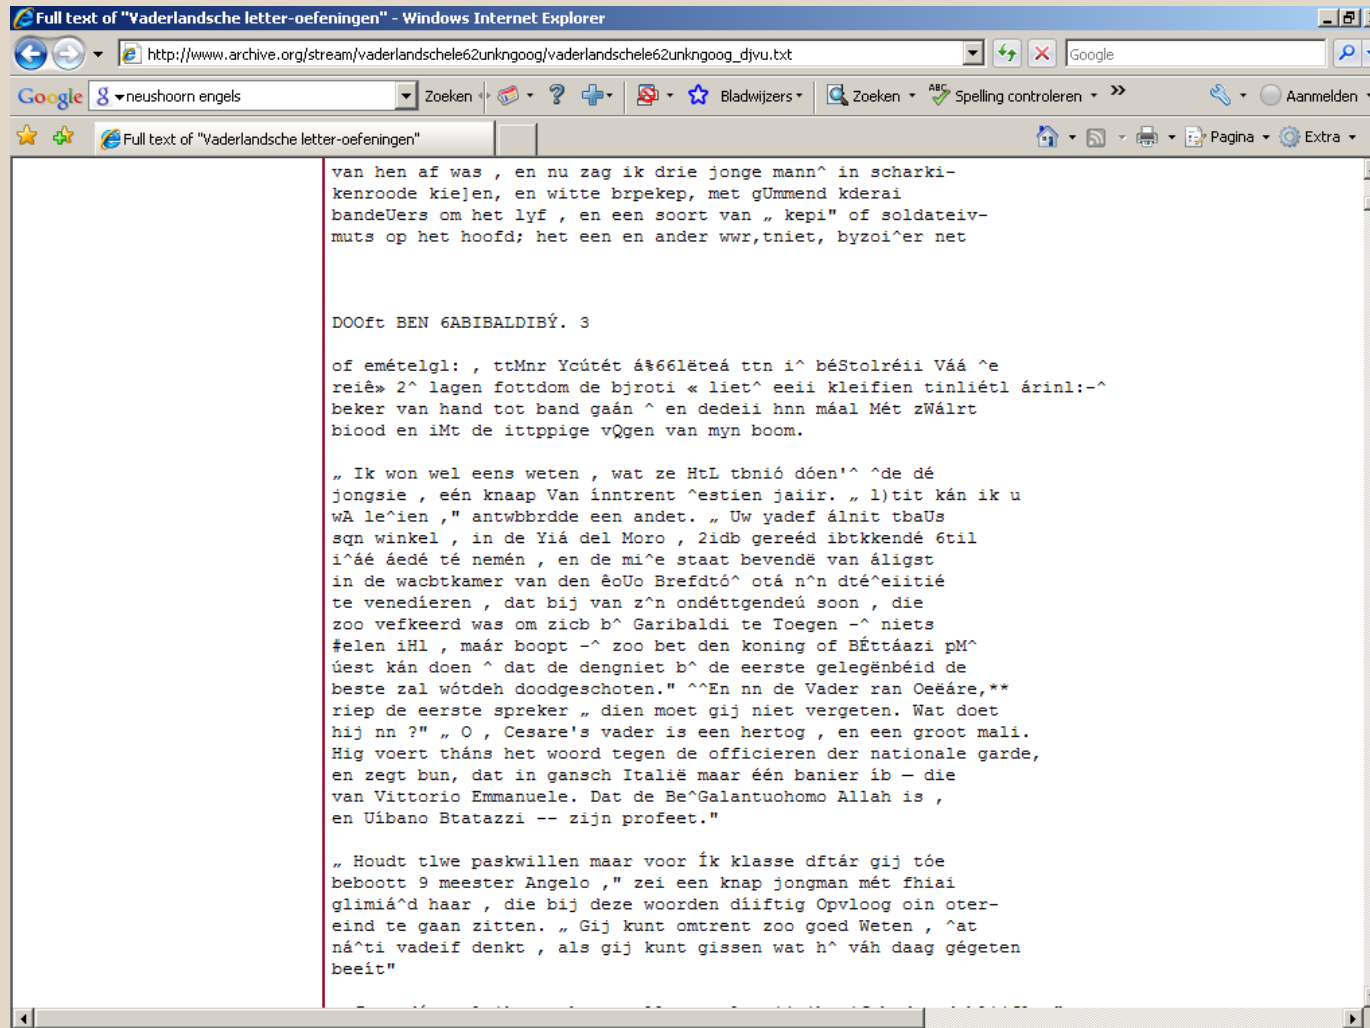 Full text of "Vaderlandsche letter-oefeningen" - Windows Internet Explorer
http://www.archive.org/stream/vaderlandschele62unkngoog/vaderlandschele62unkngoog_djvu.txt
Google
Google neushoorn engels Zoeken Bladwijzers Zoeken ABC Spelling controleren » Aanmelden
Full text of "Vaderlandsche letter-oefeningen" Pagina Extra
van hen af was , en nu zag ik drie jonge mann^ in scharki-
kenroode kie]en, en witte brpekep, met gUmmend kderai
bandeUers om het lyf , en een soort van „ kepi" of soldateiv-
muts op het hoofd; het een en ander wwr,tniet, byzoi^er net
DOOft BEN 6ABIBALDIBÝ. 3
of emételgl: , ttMnr Ycútét á%66lëteá ttn i^ béStolréii Váá ^e
reiê» 2^ lagen fottdom de bjroti « liet^ eeii kleifien tinliétl árinl:-^
beker van hand tot band gaán ^ en dedeii hnn máal Mét zWálrt
biood en iMt de ittppige vQgen van myn boom.
„ Ik won wel eens weten , wat ze HtL tbnió dóen'^ ^de dé
jongsie , eén knaap Van ínntrent ^estien jaiir. „ l)tit kán ik u
wA le^ien ," antwbbrdde een andet. „ Uw yadef álnit tbaUs
sqn winkel , in de Yiá del Moro , 2idb gereéd ibtkkendé 6til
i^áé áedé té nemén , en de mi^e staat bevendë van áligst
in de wacbtkamer van den êoUo Brefdtó^ otá n^n dté^eiitié
te venedíeren , dat bij van z^n ondéttgendeú soon , die
zoo vefkeerd was om zicb b^ Garibaldi te Toegen -^ niets
#elen iHl , maár boopt -^ zoo bet den koning of BÉttáazi pM^
úest kán doen ^ dat de dengniet b^ de eerste gelegënbéid de
beste zal wótdeh doodgeschoten." ^^En nn de Vader ran Oeëáre,**
riep de eerste spreker „ dien moet gij niet vergeten. Wat doet
hij nn ?" „ O , Cesare's vader is een hertog , en een groot mali.
Hig voert tháns het woord tegen de officieren der nationale garde,
en zegt bun, dat in gansch Italië maar één banier íb — die
van Vittorio Emmanuele. Dat de Be^Galantuohomo Allah is ,
en Uíbano Btatazzi -- zijn profeet."
„ Houdt tlwe paskwillen maar voor Ík klasse dftár gij tóe
beboott 9 meester Angelo ," zei een knap jongman mét fhiai
glimiá^d haar , die bij deze woorden díiftig Opvloog oin oter-
eind te gaan zitten. „ Gij kunt omtrent zoo goed Weten , ^at
ná^ti vadeif denkt , als gij kunt gissen wat h^ váh daag gégeten
beeít"